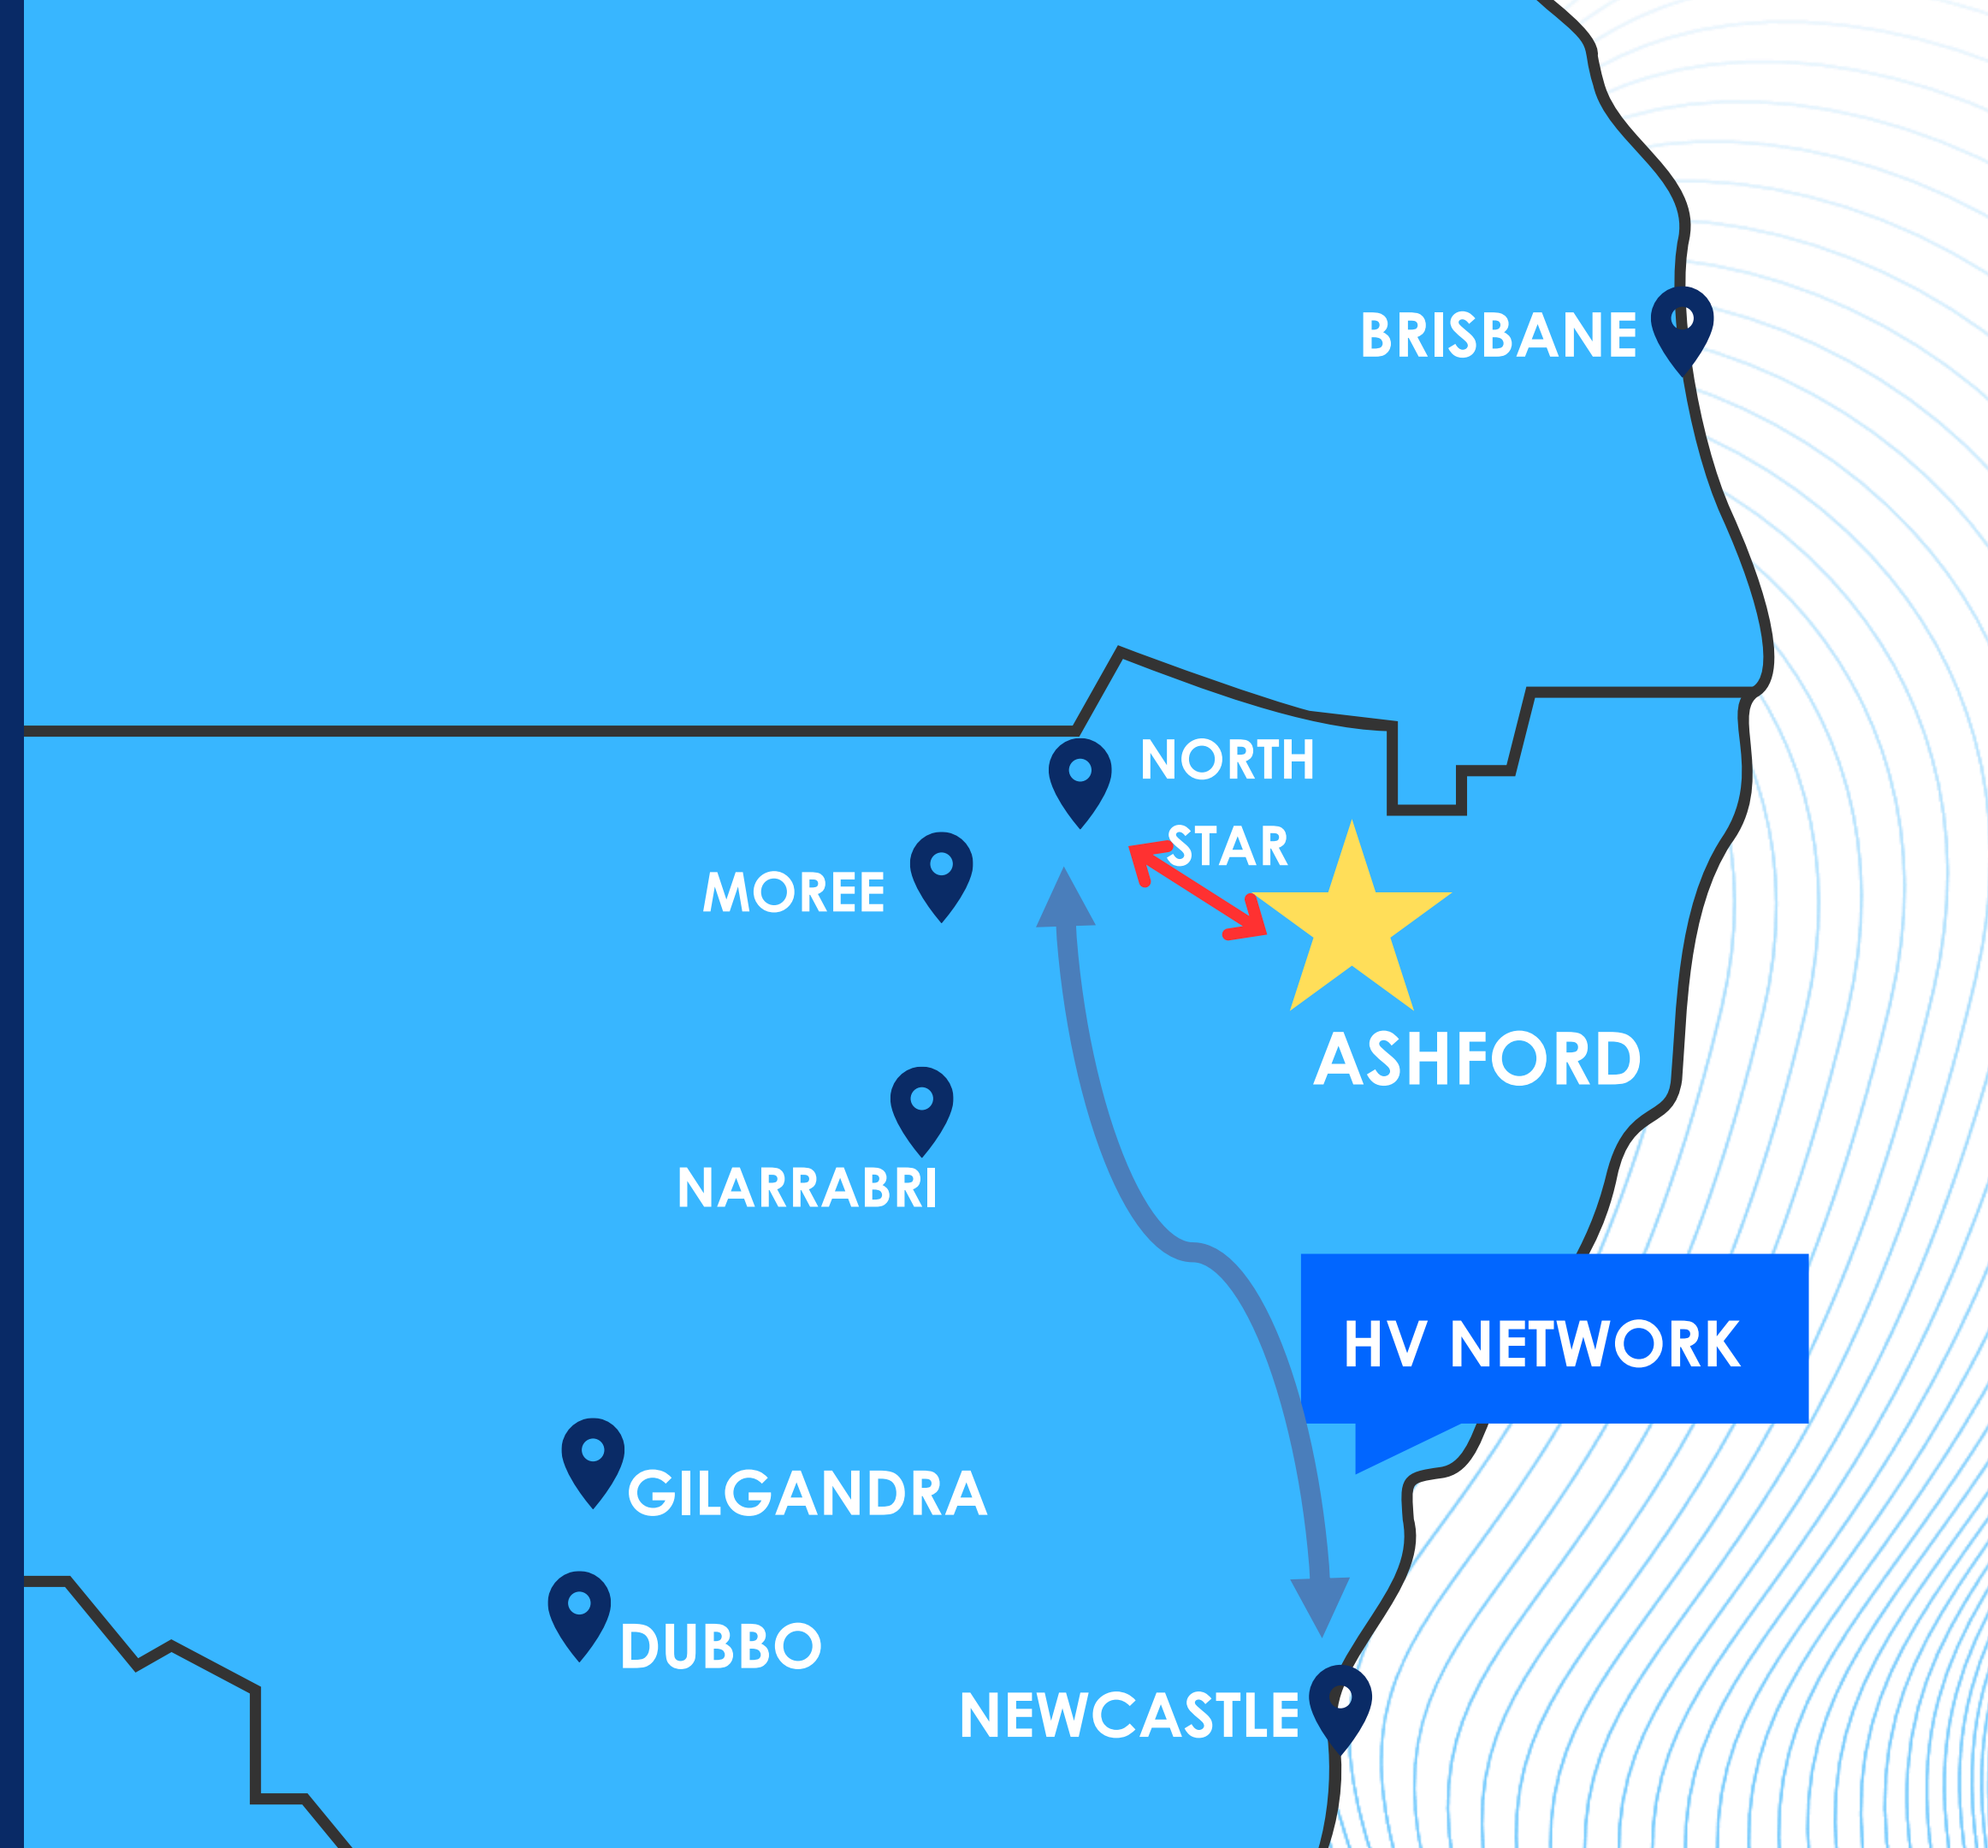 BRISBANE
NORTH
STAR
MOREE
ASHFORD
NARRABRI
HV NETWORK
GILGANDRA
DUBBO
NEWCASTLE